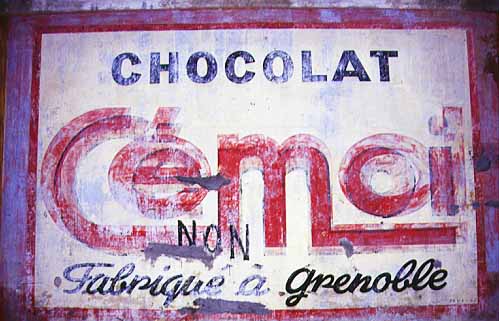 CHOCOLAT
Cémoi
NON
Fabriqué à Grenoble